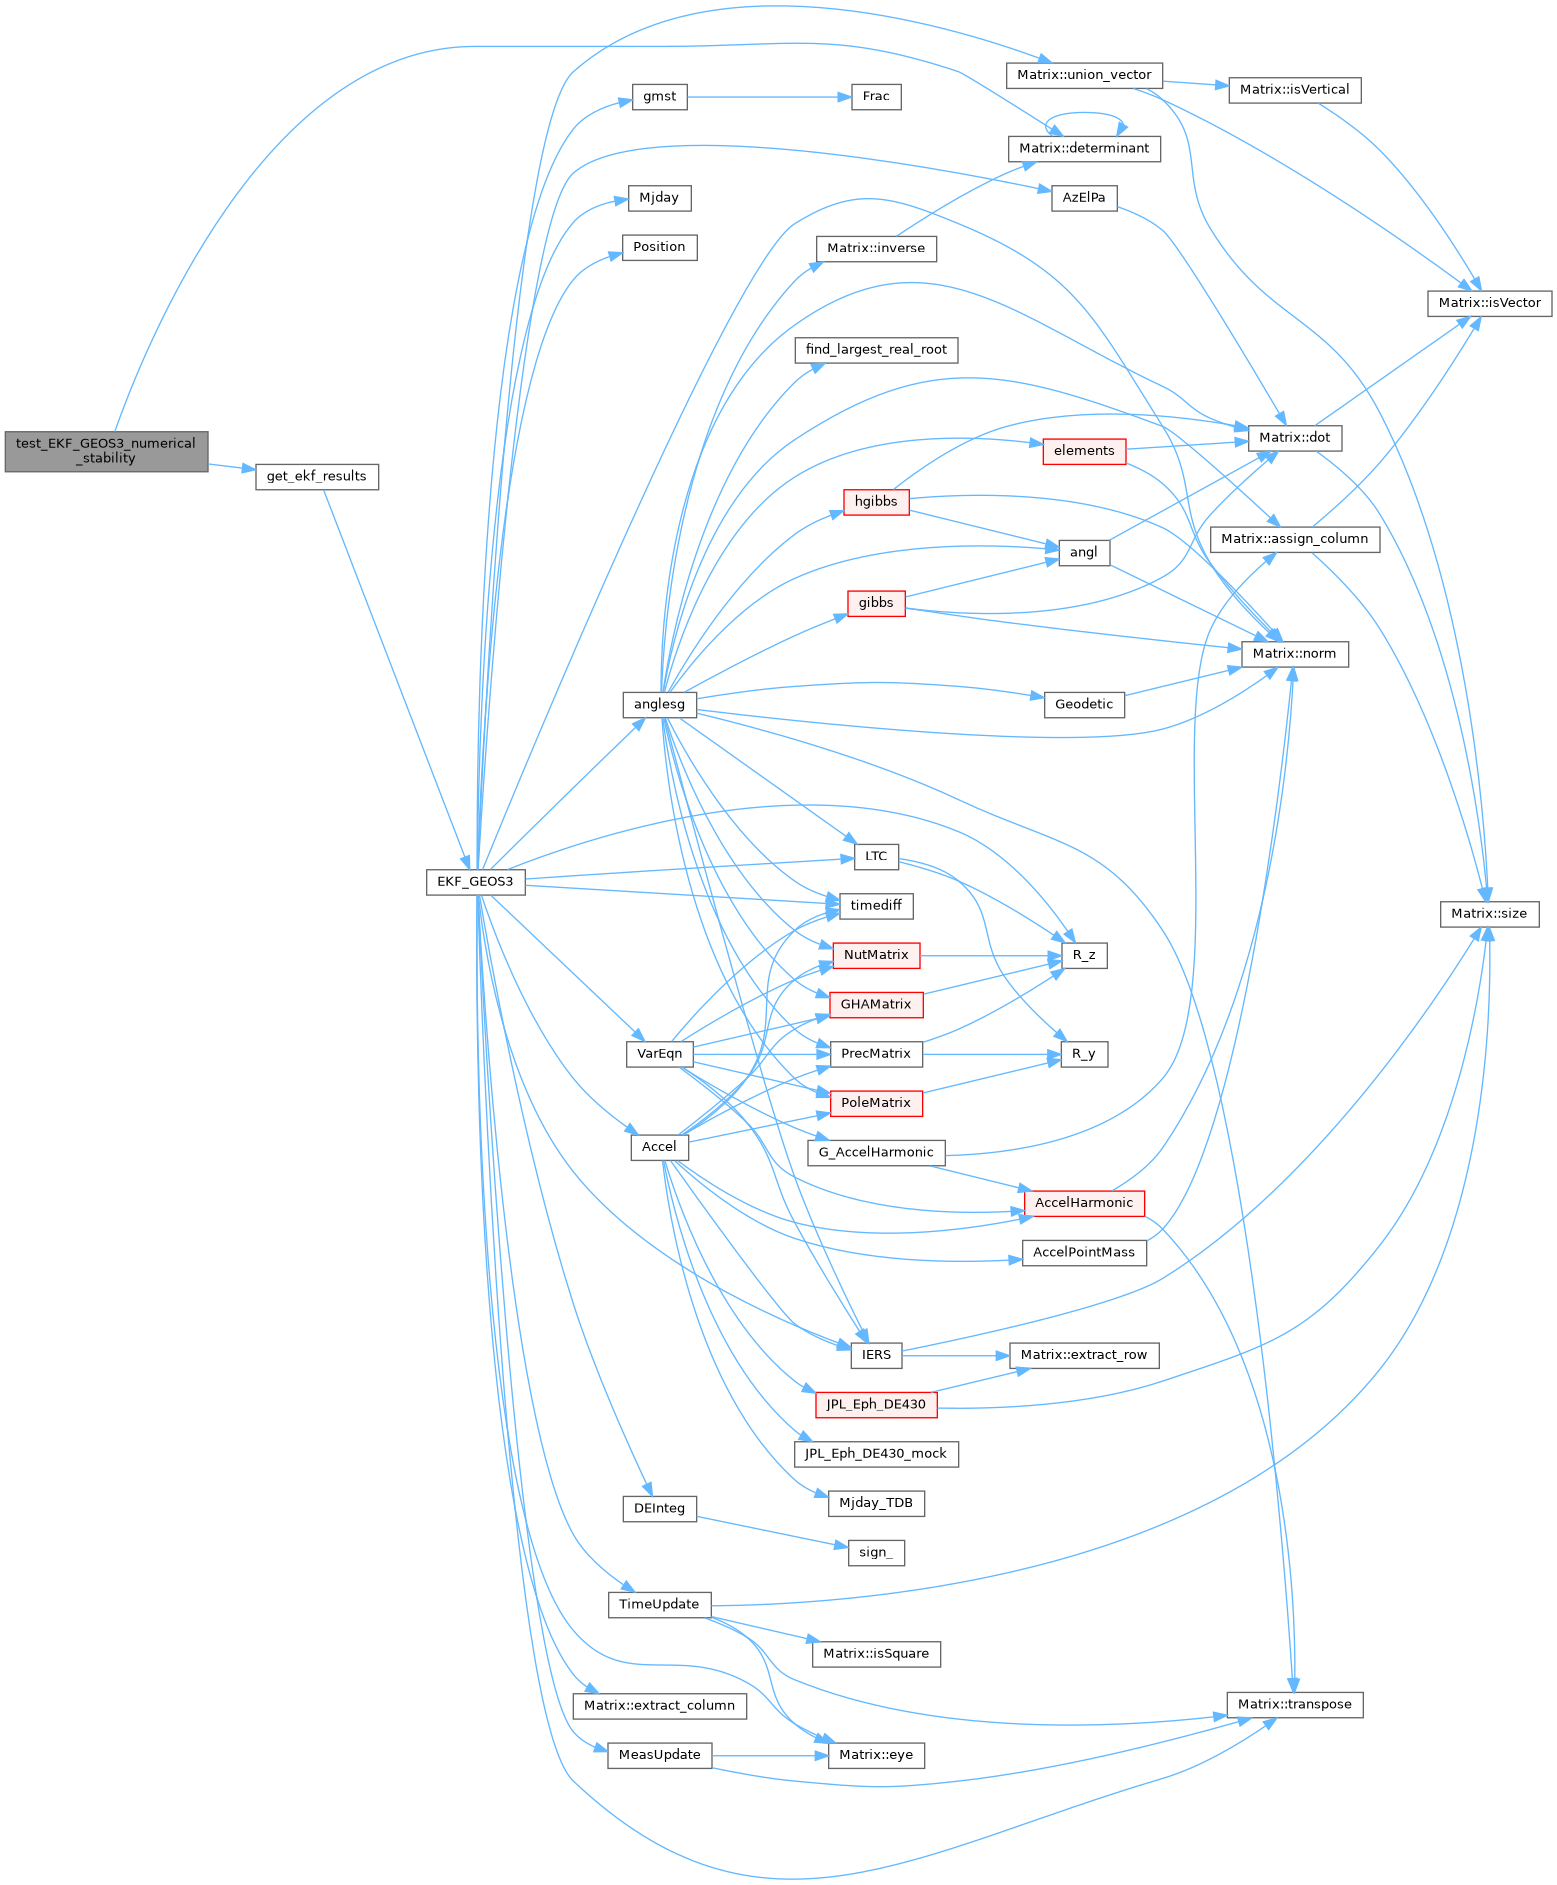 Matrix::union_vector
Matrix::isVertical
gmst
Frac
Matrix::determinant
Mjday
AzElPa
Position
Matrix::inverse
Matrix::isVector
find_largest_real_root
test_EKF_GEOS3_numerical
_stability
get_ekf_results
Matrix::dot
elements
hgibbs
Matrix::assign_column
angl
gibbs
Matrix::norm
anglesg
Geodetic
LTC
EKF_GEOS3
timediff
Matrix::size
NutMatrix
R_z
GHAMatrix
VarEqn
PrecMatrix
R_y
PoleMatrix
Accel
G_AccelHarmonic
AccelHarmonic
AccelPointMass
IERS
Matrix::extract_row
JPL_Eph_DE430
JPL_Eph_DE430_mock
Mjday_TDB
DEInteg
sign_
TimeUpdate
Matrix::isSquare
Matrix::extract_column
Matrix::transpose
MeasUpdate
Matrix::eye